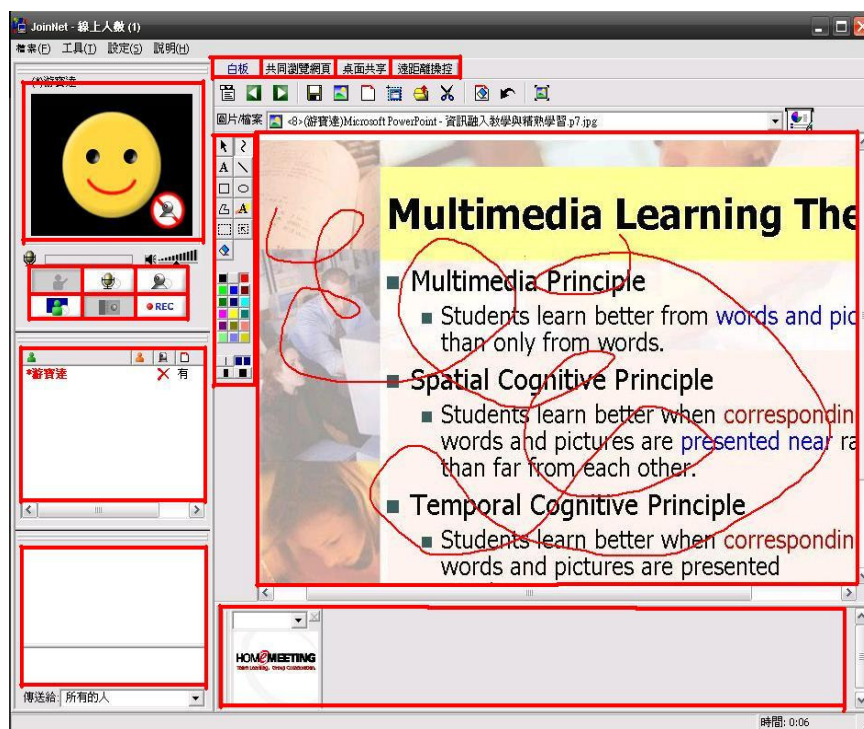 JoinNet - 線上人數 (1)
檔案(F) 工具(T) 設定(S) 說明(H)
(*)游寶達
白板 共同瀏覽網頁 桌面共享 遠距離操控
圖片/檔案 <8>(游寶達)Microsoft PowerPoint - 資訊融入教學與精熟學習.p7.jpg
A
A
REC
*游寶達 有
Multimedia Learning The
Multimedia Principle
Students learn better from words and pic
than only from words.
Spatial Cognitive Principle
Students learn better when correspondin
words and pictures are presented near ra
than far from each other.
Temporal Cognitive Principle
Students learn better when correspondin
words and pictures are presented
HOMEMEETING
Team Learning, Group Collaboration.
傳送給: 所有的人
時間: 0:06